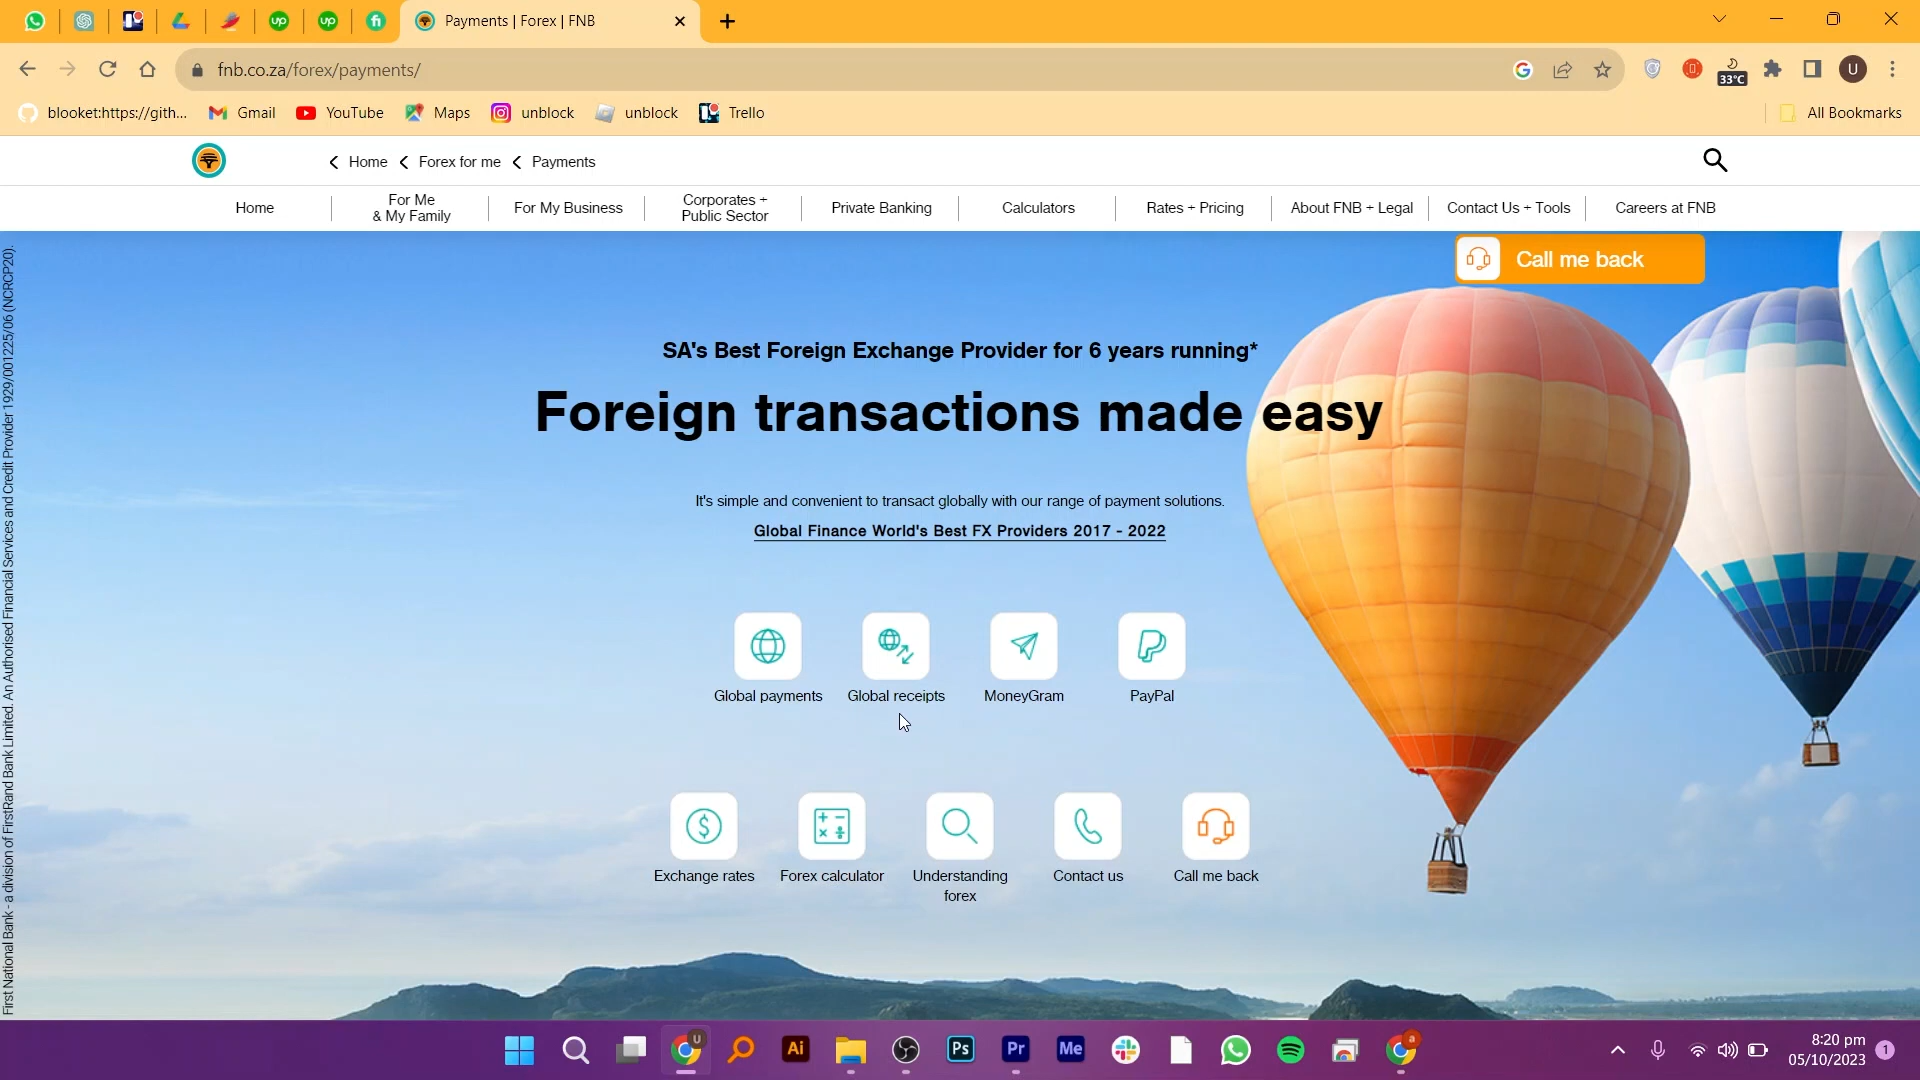 Payments | Forex | FNB
fnb.co.za/forex/payments/
33°C
U
blooket:https://gith...
Gmail
YouTube
Maps
unblock
unblock
Trello
All Bookmarks
Home
Forex for me
Payments
Home
For Me
& My Family
For My Business
Corporates +
Public Sector
Private Banking
Calculators
Rates + Pricing
About FNB + Legal
Contact Us + Tools
Careers at FNB
Call me back
SA's Best Foreign Exchange Provider for 6 years running*
Foreign transactions made easy
It's simple and convenient to transact globally with our range of payment solutions.
Global Finance World's Best FX Providers 2017 - 2022
Global payments
Global receipts
MoneyGram
PayPal
Exchange rates
Forex calculator
Understanding
forex
Contact us
Call me back
First National Bank - a division of FirstRand Bank Limited. An Authorised Financial Services and Credit Provider 1929/001225/06 (NCRCP20).
Ai
Ps
Pr
Me
8:20 pm
05/10/2023
1